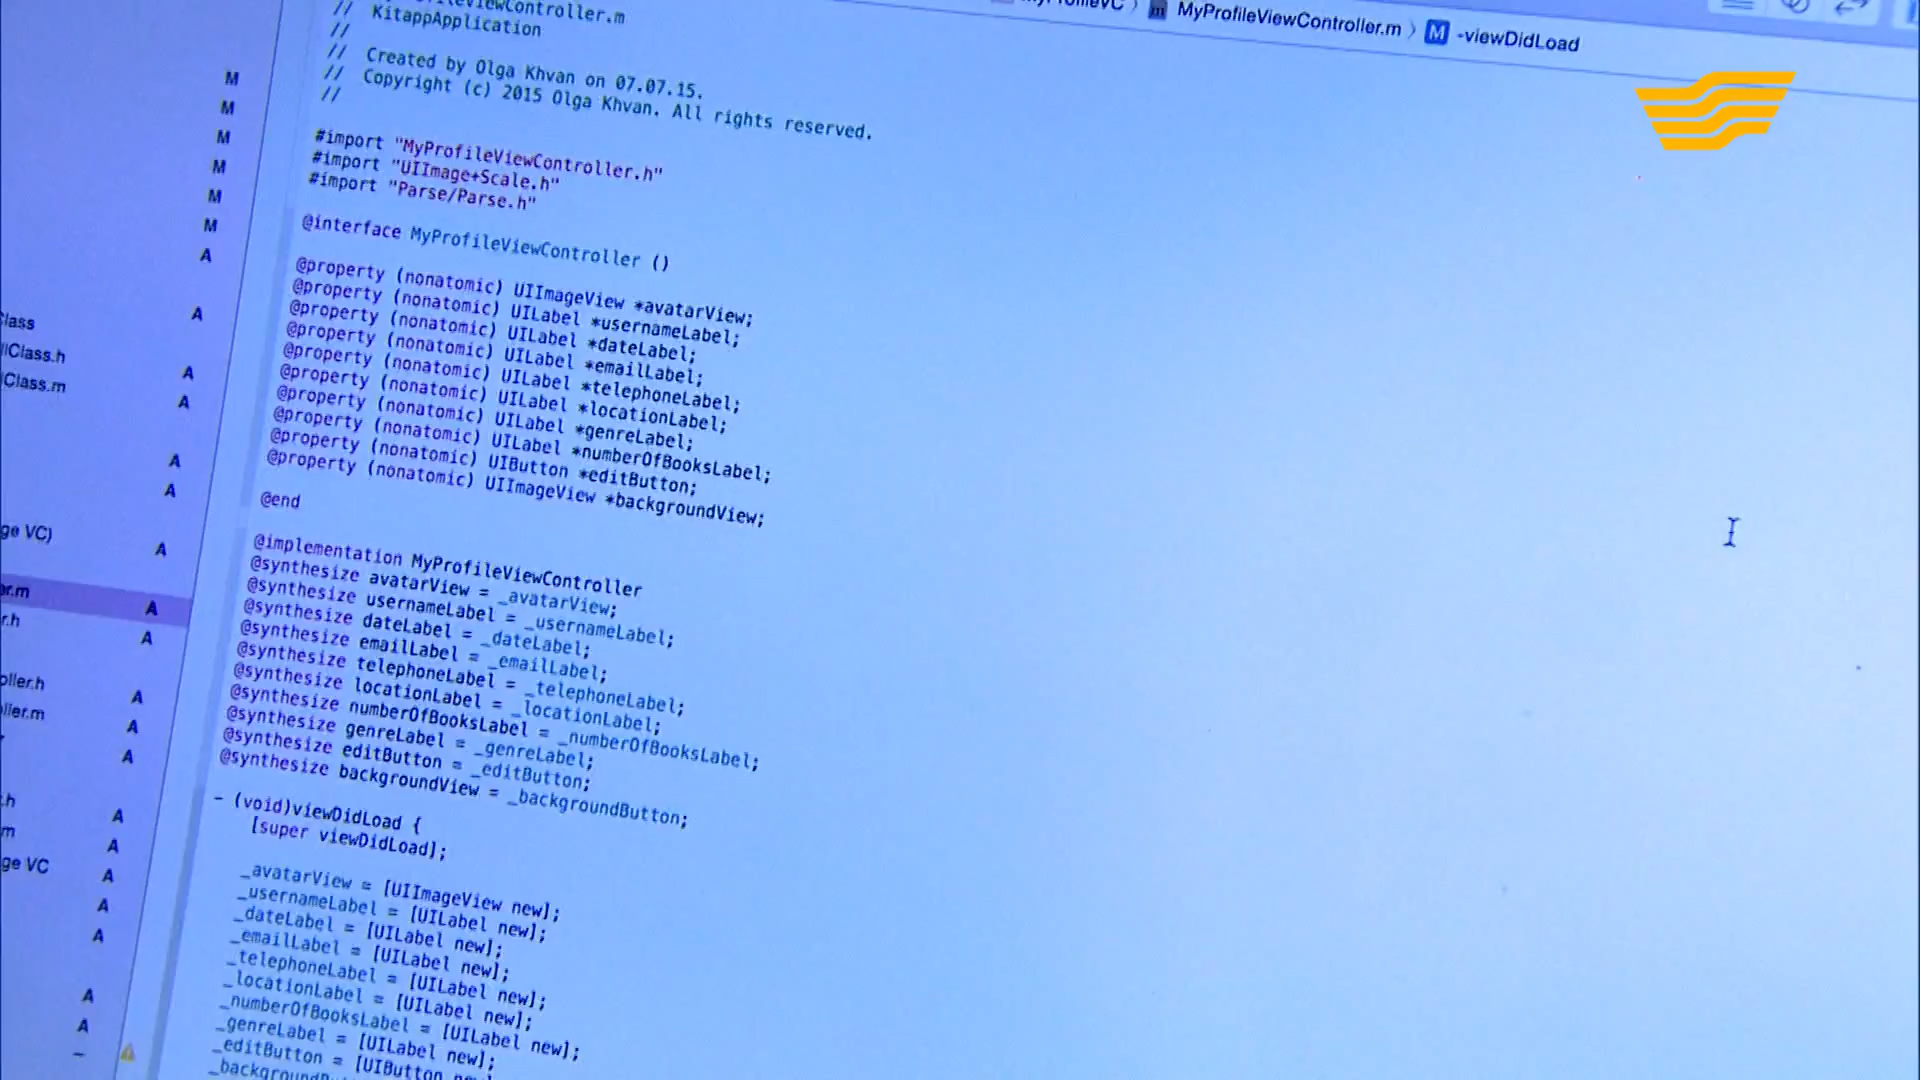 MyProfileViewController.m 〉 M -viewDidLoad
//
// KitappApplication
//
// Created by Olga Khvan on 07.07.15.
// Copyright (c) 2015 Olga Khvan. All rights reserved.
//
#import "MyProfileViewController.h"
#import "UIImage+Scale.h"
#import "Parse/Parse.h"
@interface MyProfileViewController ()
@property (nonatomic) UIImageView *avatarView;
@property (nonatomic) UILabel *usernameLabel;
@property (nonatomic) UILabel *dateLabel;
@property (nonatomic) UILabel *emailLabel;
@property (nonatomic) UILabel *telephoneLabel;
@property (nonatomic) UILabel *locationLabel;
@property (nonatomic) UILabel *genreLabel;
@property (nonatomic) UILabel *numberOfBooksLabel;
@property (nonatomic) UIButton *editButton;
@property (nonatomic) UIImageView *backgroundView;
@end
@implementation MyProfileViewController
@synthesize avatarView = _avatarView;
@synthesize usernameLabel = _usernameLabel;
@synthesize dateLabel = _dateLabel;
@synthesize emailLabel = _emailLabel;
@synthesize telephoneLabel = _telephoneLabel;
@synthesize locationLabel = _locationLabel;
@synthesize numberOfBooksLabel = _numberOfBooksLabel;
@synthesize genreLabel = _genreLabel;
@synthesize editButton = _editButton;
@synthesize backgroundView = _backgroundButton;
- (void)viewDidLoad {
[super viewDidLoad];
_avatarView = [UIImageView new];
_usernameLabel = [UILabel new];
_dateLabel = [UILabel new];
_emailLabel = [UILabel new];
_telephoneLabel = [UILabel new];
_locationLabel = [UILabel new];
_numberOfBooksLabel = [UILabel new];
_genreLabel = [UILabel new];
_editButton = [UIButton new];